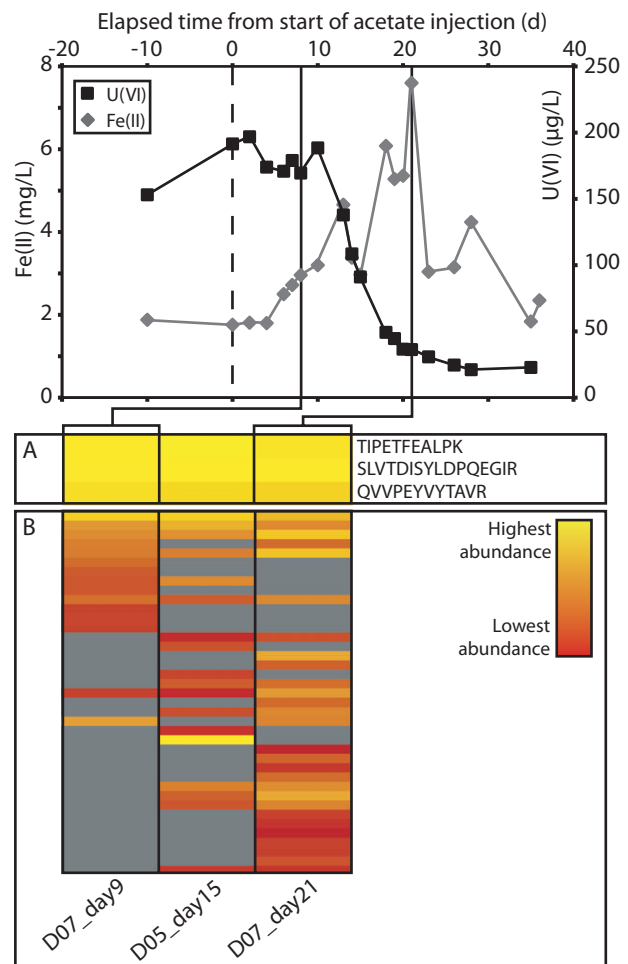 Elapsed time from start of acetate injection (d)
-20 -10 0 10 20 30 40
8
6
4
2
0
Fe(II) (mg/L)
U(VI)
Fe(II)
250
200
150
100
50
0
U(VI) (µg/L)
A
TIPETFEALPK
SLVTDISYLDPQEGIR
QVVPEYVYTAVR
B
Highest
abundance
Lowest
abundance
D07_day9 D05_day15 D07_day21